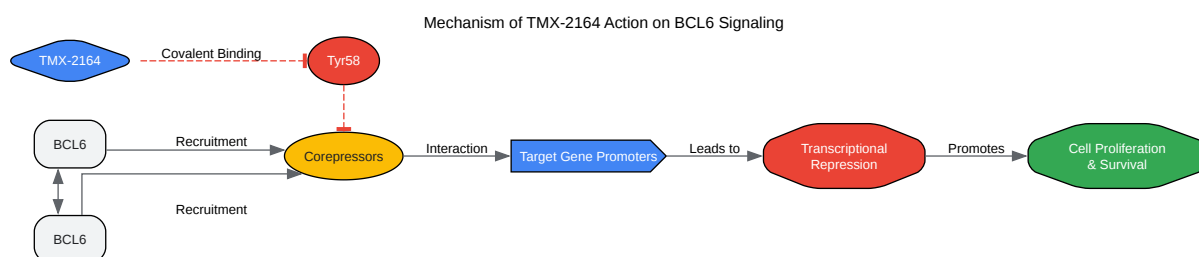 Mechanism of TMX-2164 Action on BCL6 Signaling
TMX-2164
Covalent Binding
Tyr58
BCL6
Recruitment
Corepressors
Interaction
Target Gene Promoters
Leads to
Transcriptional
Repression
Promotes
Cell Proliferation
& Survival
Recruitment
BCL6